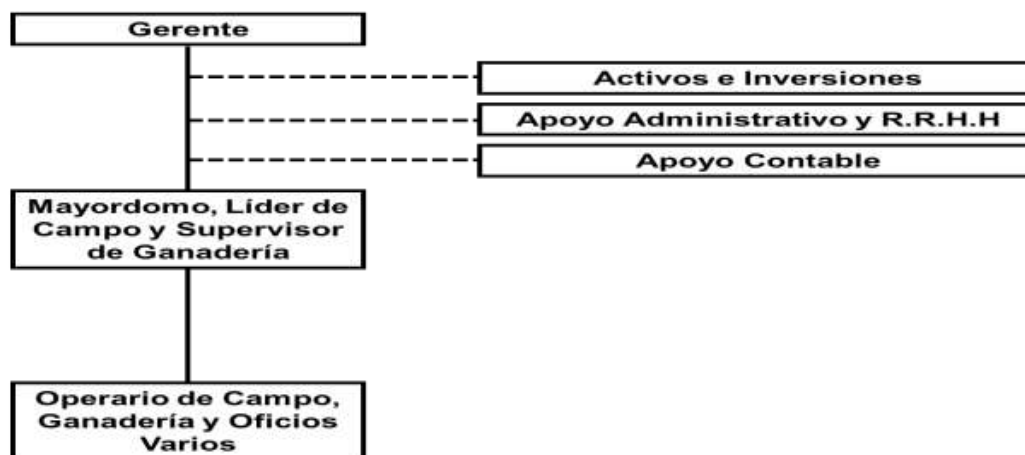 Gerente
Activos e Inversiones
Apoyo Administrativo y R.R.H.H
Apoyo Contable
Mayordomo, Líder de
Campo y Supervisor
de Ganadería
Operario de Campo,
Ganadería y Oficios
Varios